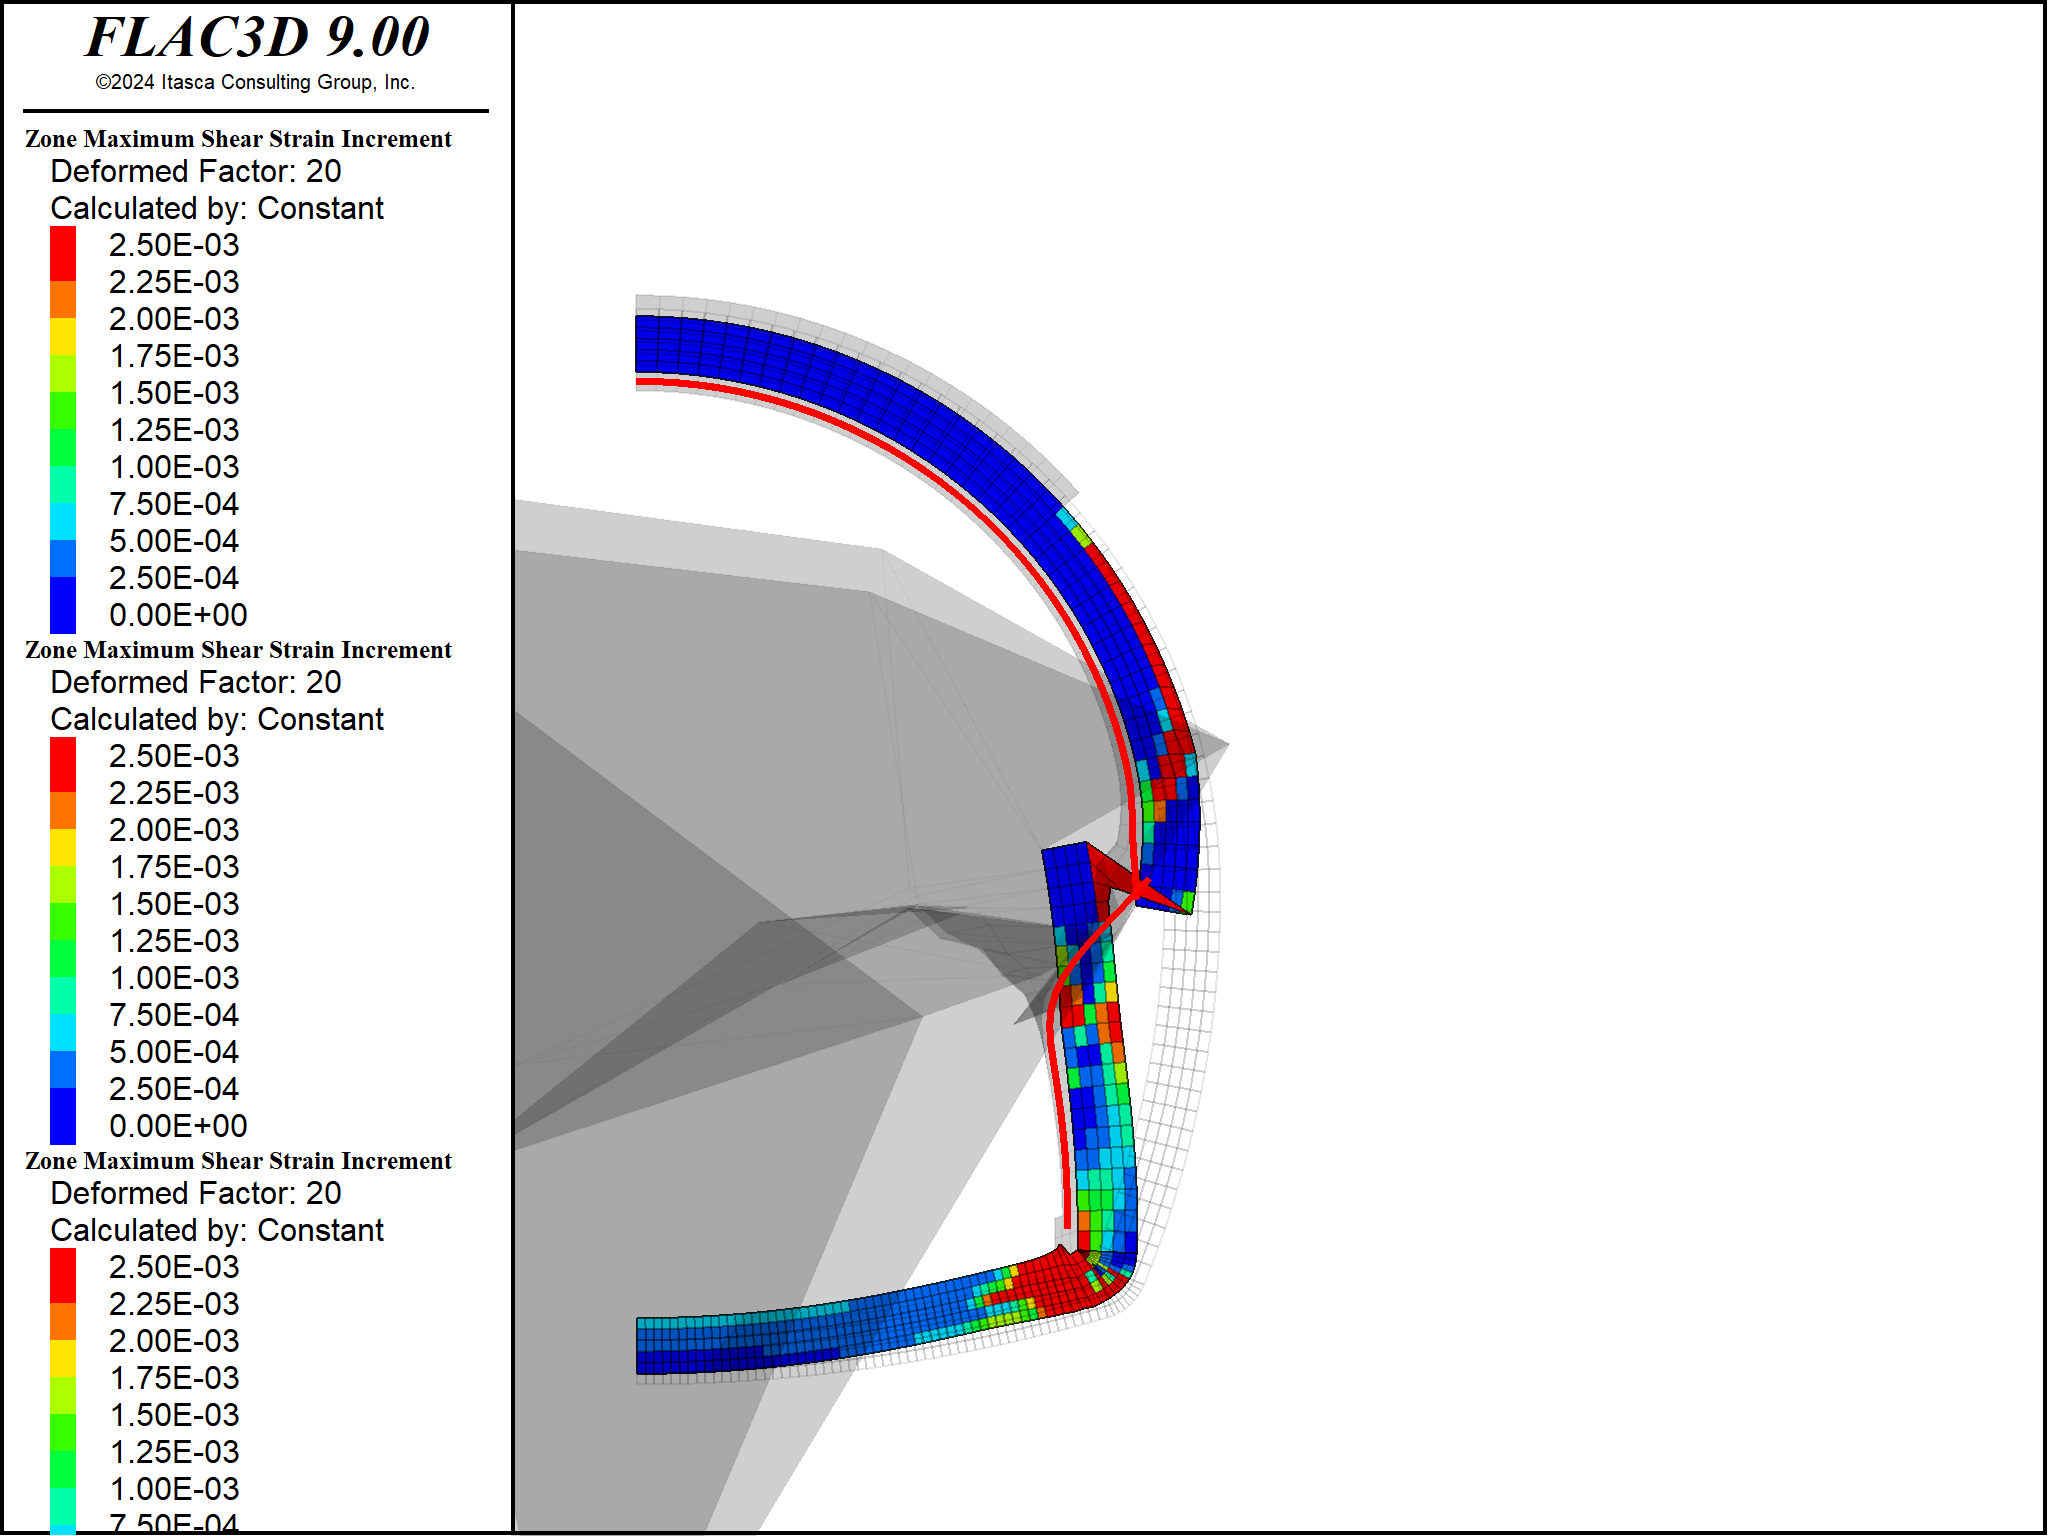 FLAC3D 9.00
©2024 Itasca Consulting Group, Inc.
Zone Maximum Shear Strain Increment
Deformed Factor: 20
Calculated by: Constant
2.50E-03
2.25E-03
2.00E-03
1.75E-03
1.50E-03
1.25E-03
1.00E-03
7.50E-04
5.00E-04
2.50E-04
0.00E+00
Zone Maximum Shear Strain Increment
Deformed Factor: 20
Calculated by: Constant
2.50E-03
2.25E-03
2.00E-03
1.75E-03
1.50E-03
1.25E-03
1.00E-03
7.50E-04
5.00E-04
2.50E-04
0.00E+00
Zone Maximum Shear Strain Increment
Deformed Factor: 20
Calculated by: Constant
2.50E-03
2.25E-03
2.00E-03
1.75E-03
1.50E-03
1.25E-03
1.00E-03
7.50E-04